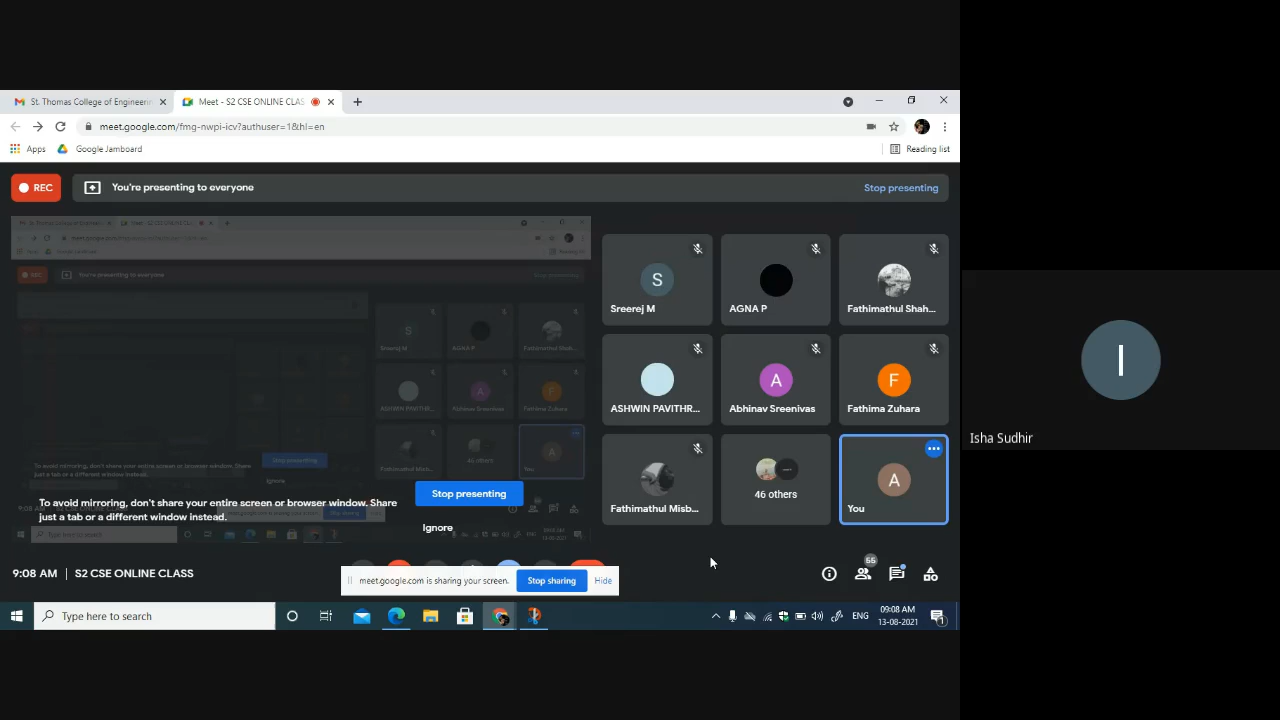 St. Thomas College of Engineerin
Meet - S2 CSE ONLINE CLAS
meet.google.com/fmg-nwpi-icv?authuser=1&hl=en
Apps
Google Jamboard
Reading list
REC
You're presenting to everyone
Stop presenting
Sreerej M
AGNA P
Fathimathul Shah...
ASHWIN PAVITHR...
Abhinav Sreenivas
Fathima Zuhara
Isha Sudhir
I
S
A
F
Fathimathul Misb...
46 others
A
You
To avoid mirroring, don't share your entire screen or browser window. Share
just a tab or a different window instead.
Stop presenting
Ignore
9:08 AM | S2 CSE ONLINE CLASS
meet.google.com is sharing your screen.
Stop sharing
Hide
55
Type here to search
ENG
09:08 AM
13-08-2021
1